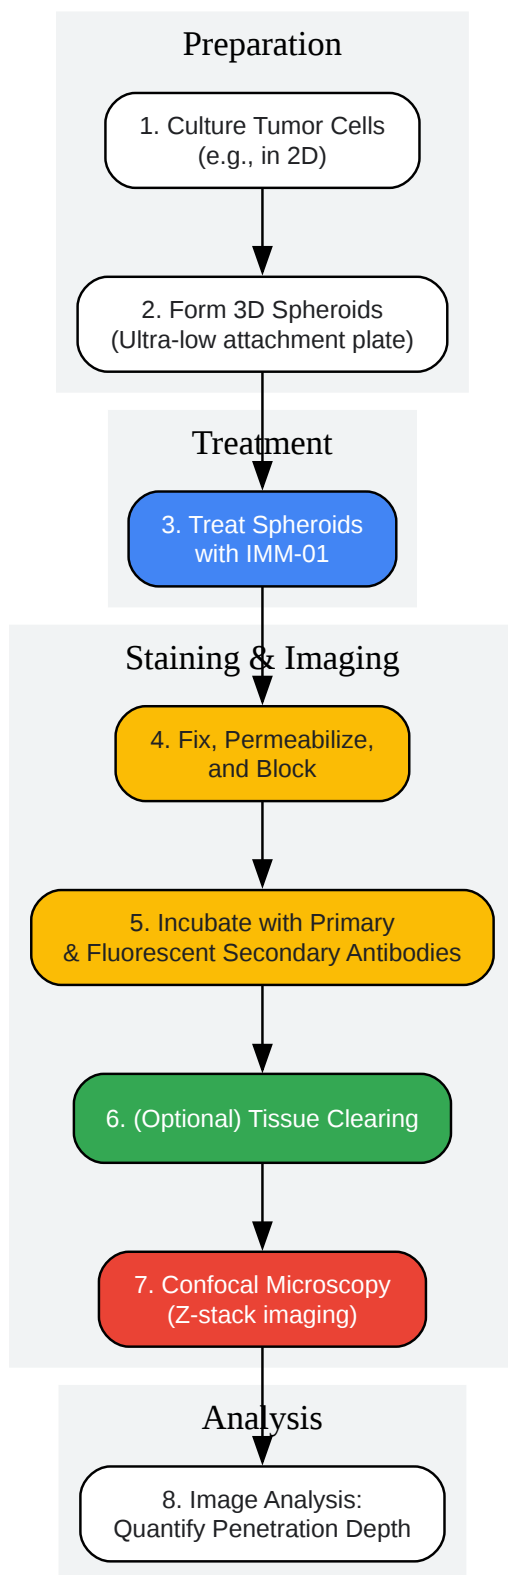 Preparation
1. Culture Tumor Cells
(e.g., in 2D)
2. Form 3D Spheroids
(Ultra-low attachment plate)
Treatment
3. Treat Spheroids
with IMM-01
Staining & Imaging
4. Fix, Permeabilize,
and Block
5. Incubate with Primary
& Fluorescent Secondary Antibodies
6. (Optional) Tissue Clearing
7. Confocal Microscopy
(Z-stack imaging)
Analysis
8. Image Analysis:
Quantify Penetration Depth